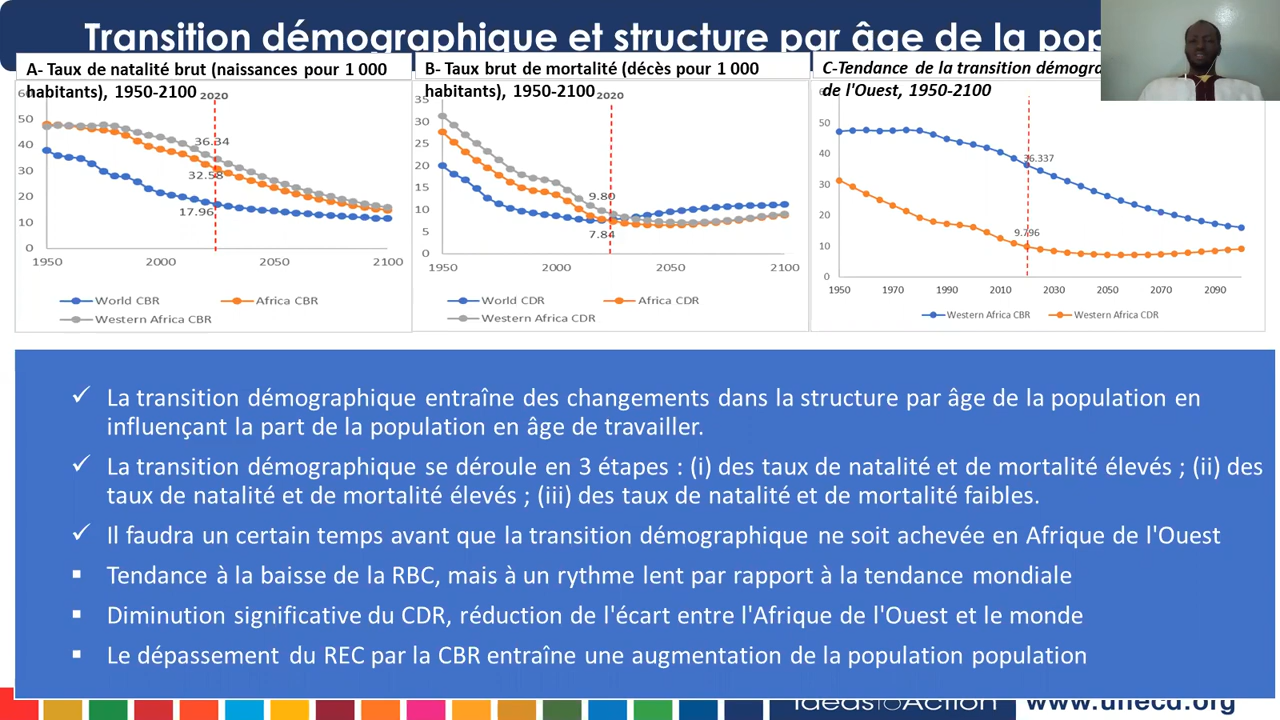 Transition démographique et structure par âge de la pop
A- Taux de natalité brut (naissances pour 1 000
habitants), 1950-2100
2020
50
40
30
20
10
0
36.34
32.58
17.96
1950
2000
2050
2100
World CBR
Africa CBR
Western Africa CBR
B- Taux brut de mortalité (décès pour 1 000
habitants), 1950-2100
2020
35
30
25
20
15
10
5
0
9.80
7.84
1950
2000
2050
2100
World CDR
Africa CDR
Western Africa CDR
C-Tendance de la transition démogra
de l'Ouest, 1950-2100
50
40
30
20
10
0
36.337
9.796
1950
1970
1990
2010
2030
2050
2070
2090
Western Africa CBR
Western Africa CDR
✓ La transition démographique entraîne des changements dans la structure par âge de la population en
influençant la part de la population en âge de travailler.
✓ La transition démographique se déroule en 3 étapes : (i) des taux de natalité et de mortalité élevés ; (ii) des
taux de natalité et de mortalité élevés ; (iii) des taux de natalité et de mortalité faibles.
✓ Il faudra un certain temps avant que la transition démographique ne soit achevée en Afrique de l'Ouest
▪ Tendance à la baisse de la RBC, mais à un rythme lent par rapport à la tendance mondiale
▪ Diminution significative du CDR, réduction de l'écart entre l'Afrique de l'Ouest et le monde
▪ Le dépassement du REC par la CBR entraîne une augmentation de la population population
IdeasToAction
www.uneca.org